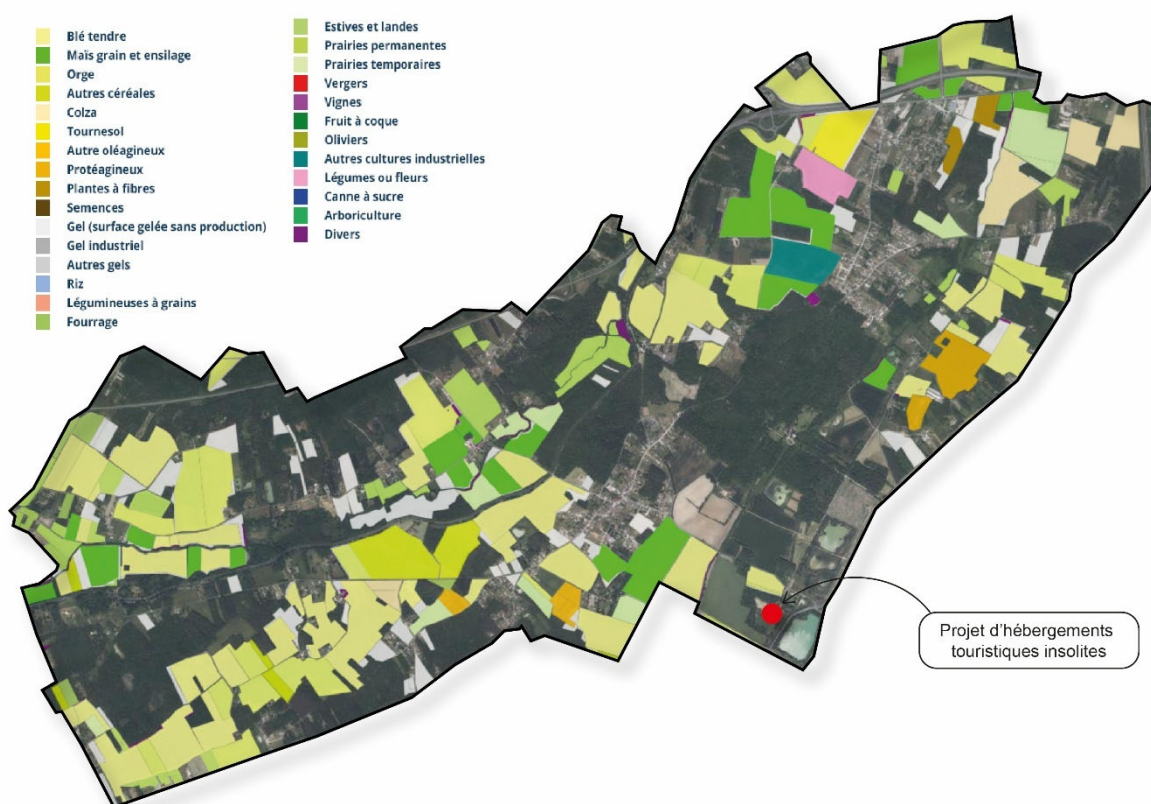 Blé tendre
Maïs grain et ensilage
Orge
Autres céréales
Colza
Tournesol
Autre oléagineux
Protéagineux
Plantes à fibres
Semences
Gel (surface gelée sans production)
Gel industriel
Autres gels
Riz
Légumineuses à grains
Fourrage
Estives et landes
Prairies permanentes
Prairies temporaires
Vergers
Vignes
Fruit à coque
Oliviers
Autres cultures industrielles
Légumes ou fleurs
Canne à sucre
Arboriculture
Divers
Projet d'hébergements
touristiques insolites